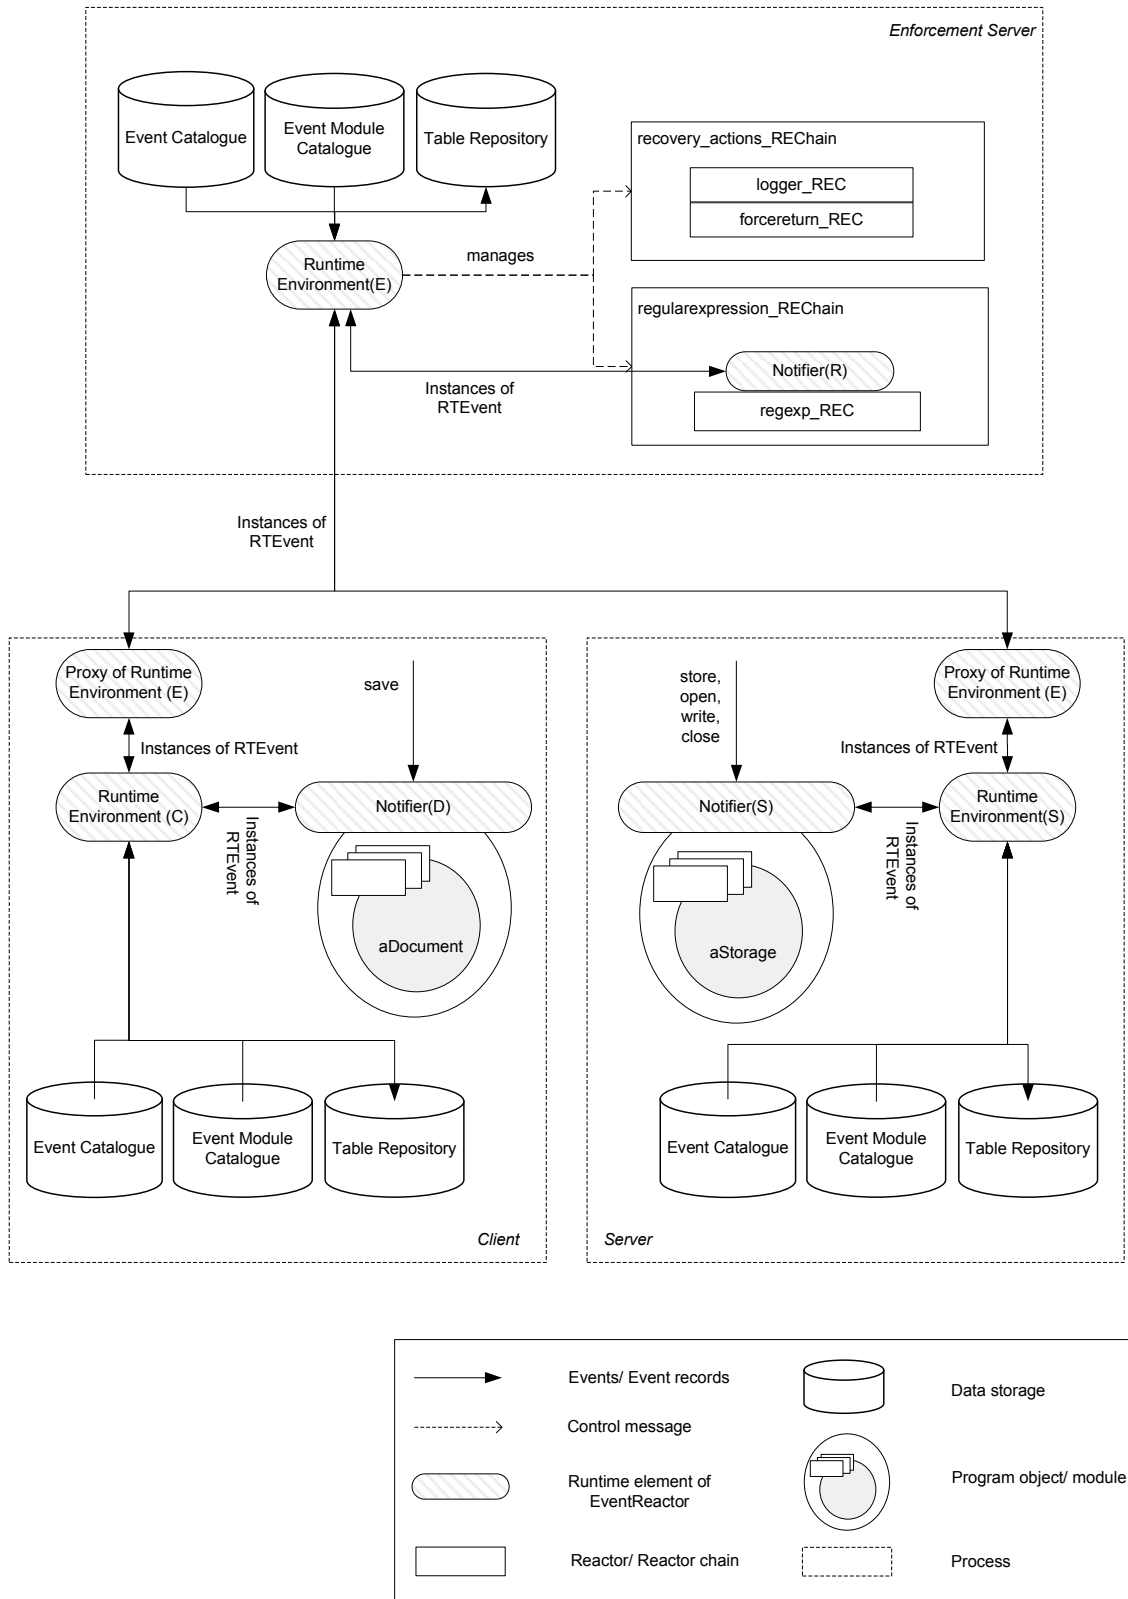 Enforcement Server
Event Catalogue
Event Module
Catalogue
Table Repository
recovery_actions_REChain
logger_REC
forcereturn_REC
Runtime
Environment(E)
manages
regularexpression_REChain
Notifier(R)
regexp_REC
Instances of
RTEvent
Instances of
RTEvent
Proxy of Runtime
Environment (E)
save
Instances of RTEvent
Runtime
Environment (C)
Notifier(D)
Instances of
RTEvent
aDocument
Event Catalogue
Event Module
Catalogue
Table Repository
Client
store,
open,
write,
close
Proxy of Runtime
Environment (E)
Instances of RTEvent
Notifier(S)
Runtime
Environment(S)
Instances of
RTEvent
aStorage
Event Catalogue
Event Module
Catalogue
Table Repository
Server
Events/ Event records
Data storage
Control message
Runtime element of
EventReactor
Program object/ module
Reactor/ Reactor chain
Process